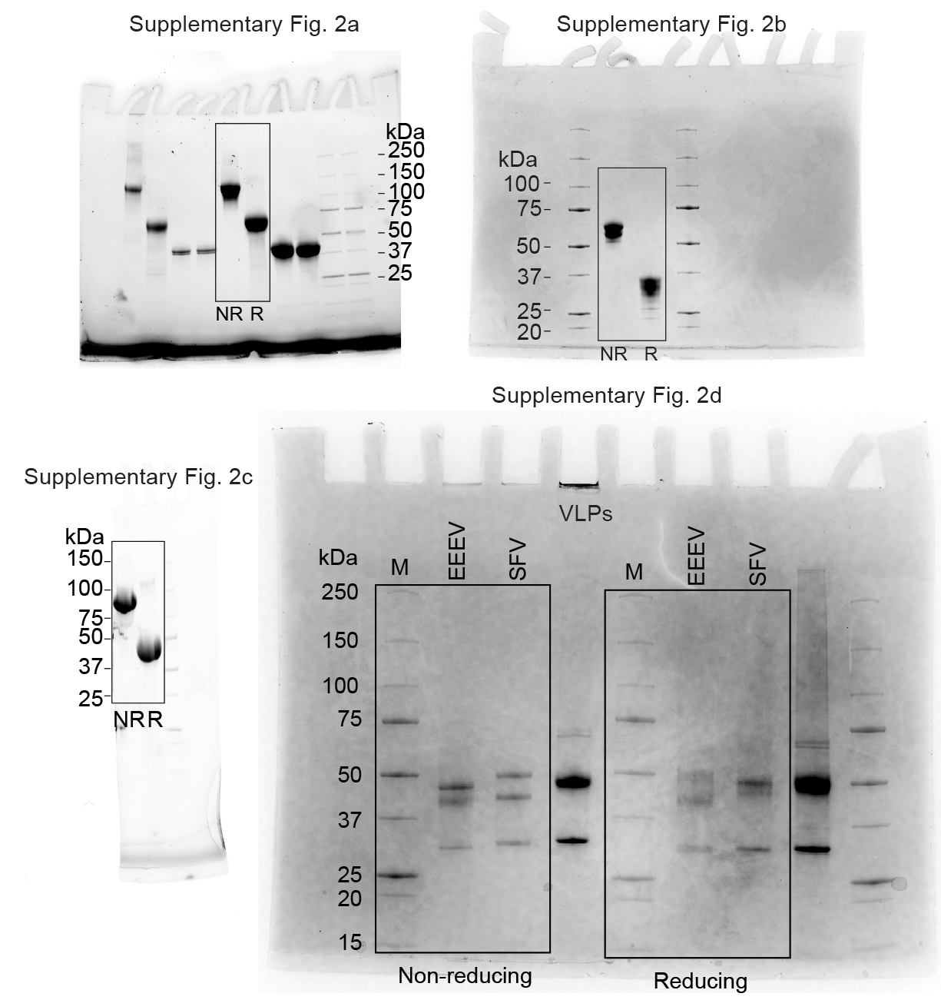 Supplementary Fig. 2a
kDa
250
150
100
75
50
37
25
NR R
Supplementary Fig. 2b
kDa
100
75
50
37
25
20
NR R
Supplementary Fig. 2c
kDa
150
100
75
50
37
25
NR R
Supplementary Fig. 2d
VLPs
kDa
M
EEEV
SFV
M
EEEV
SFV
250
150
100
75
50
37
25
20
15
Non-reducing
Reducing